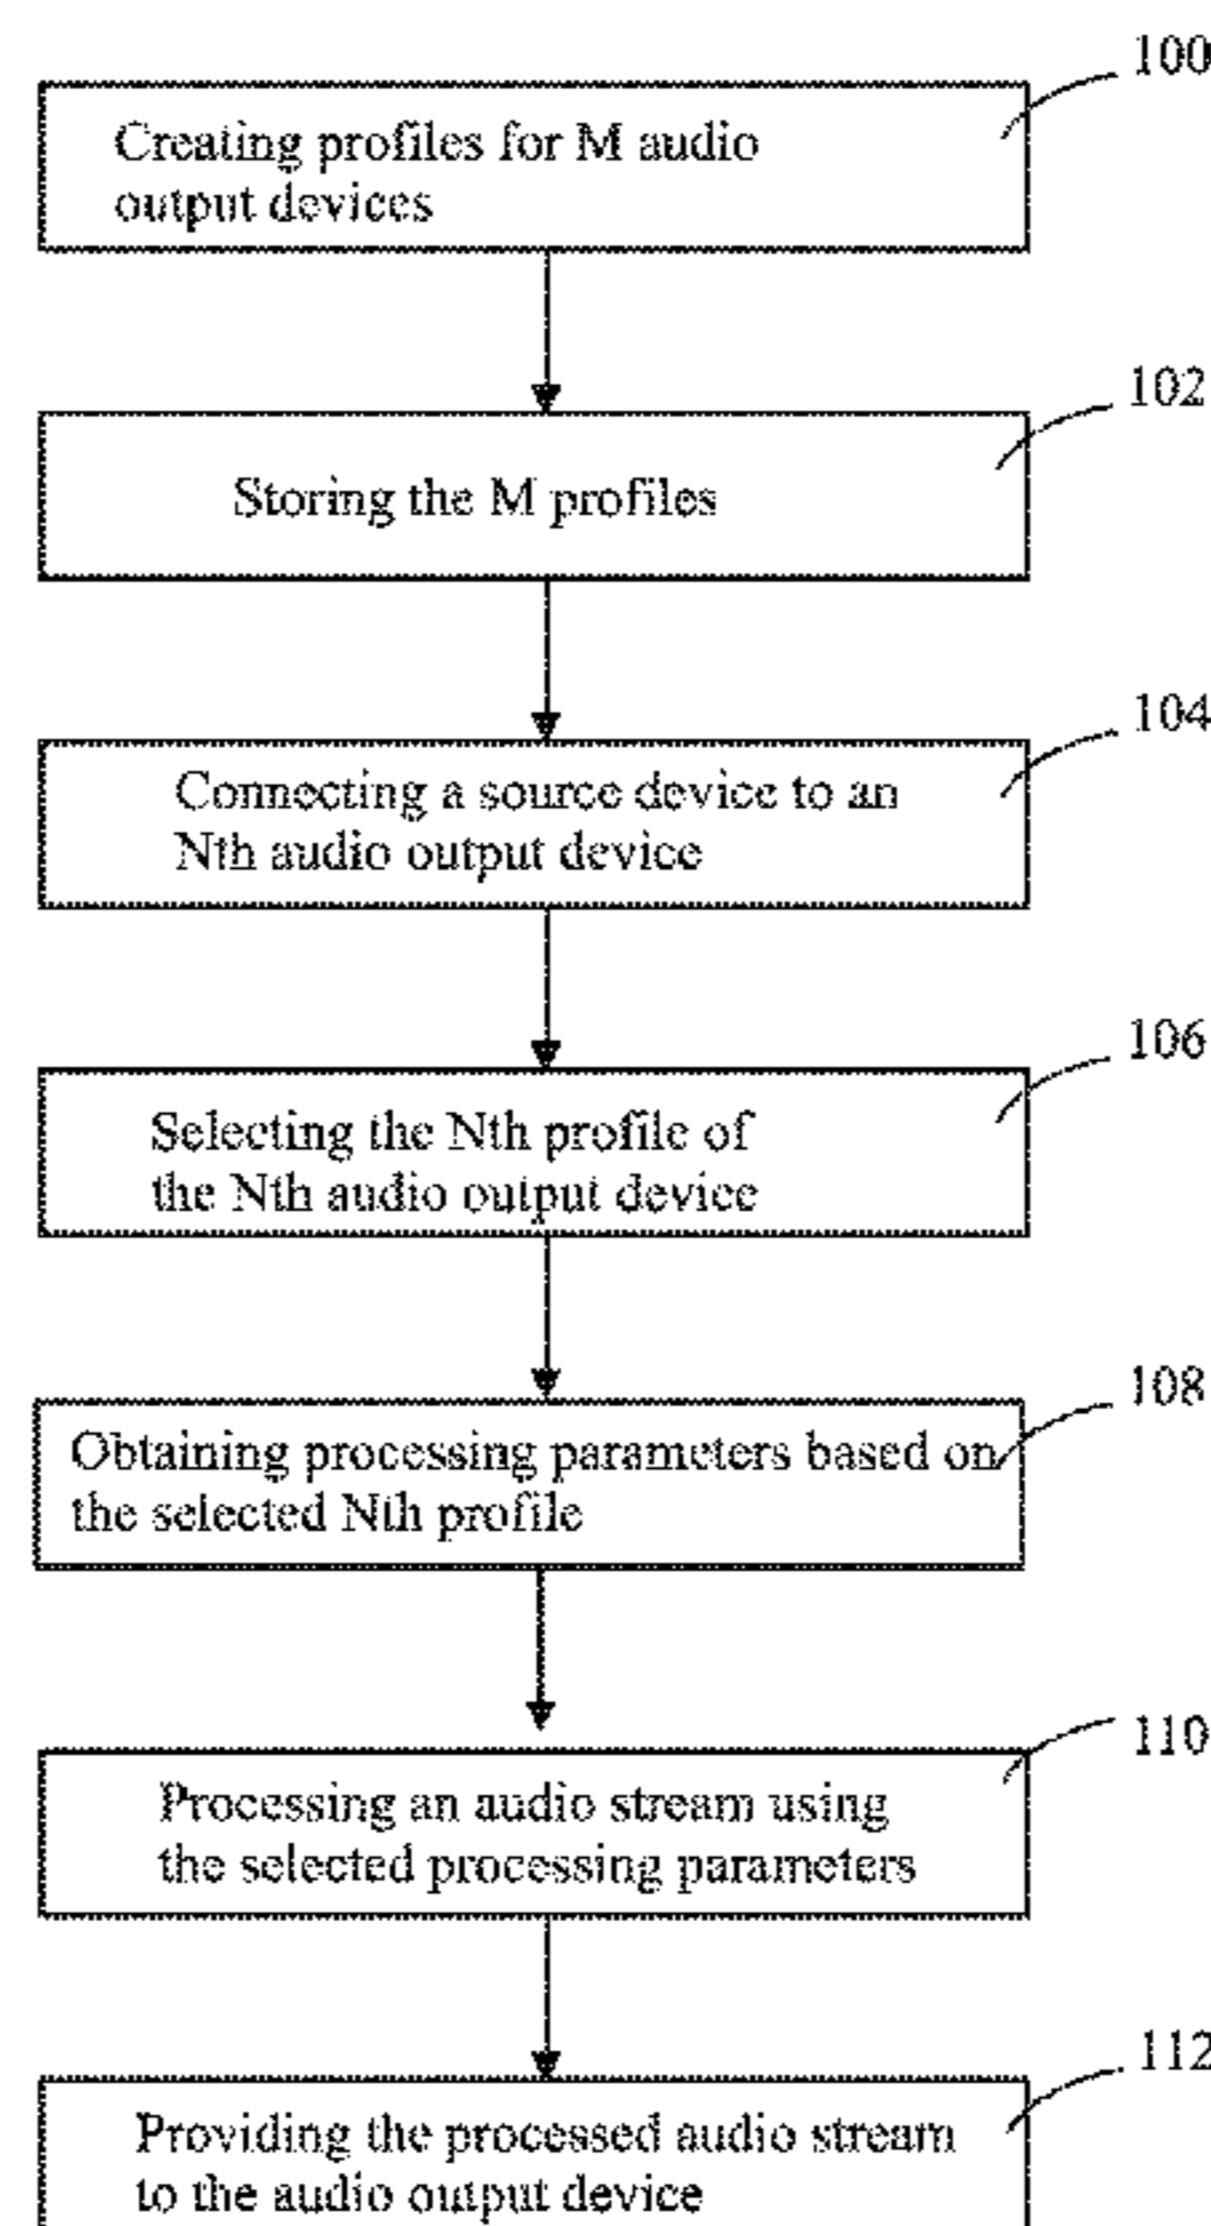 100
Creating profiles for M audio
output devices
102
Storing the M profiles
104
Connecting a source device to an
Nth audio output device
106
Selecting the Nth profile of
the Nth audio output device
108
Obtaining processing parameters based on
the selected Nth profile
110
Processing an audio stream using
the selected processing parameters
112
Providing the processed audio stream
to the audio output device